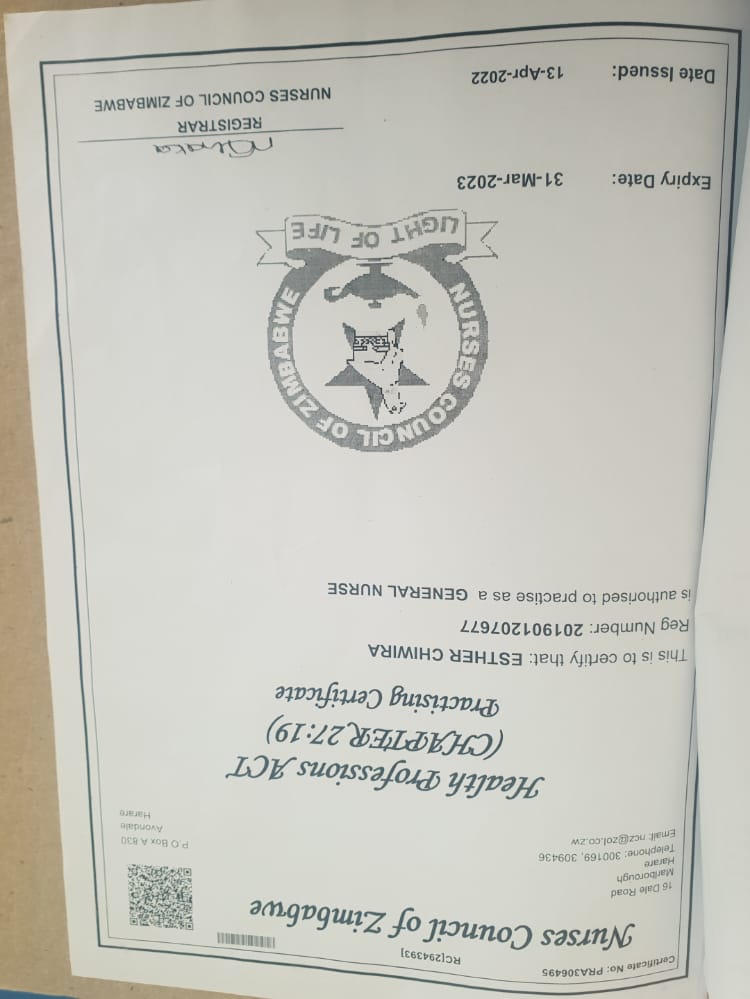 Certificate No: PRA306495
RC[294393]
Nurses Council of Zimbabwe
16 Dale Road
Marlborough
Harare
Telephone: 300169, 309436
Email: ncz@zol.co.zw
P O Box A 830
Avondale
Harare
Health Professions ACT
(CHAPTER 27:19)
Practising Certificate
This is to certify that: ESTHER CHIWIRA
Reg Number: 201901207677
is authorised to practise as a GENERAL NURSE
NURSES COUNCIL OF ZIMBABWE
LIGHT OF LIFE
Expiry Date: 31-Mar-2023
Date Issued: 13-Apr-2022
REGISTRAR
NURSES COUNCIL OF ZIMBABWE